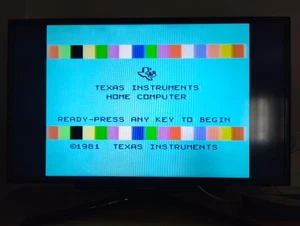 TEXAS INSTRUMENTS
HOME COMPUTER
READY-PRESS ANY KEY TO BEGIN
©1981 TEXAS INSTRUMENTS